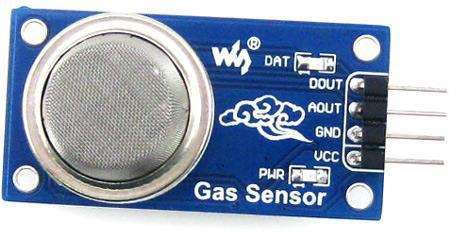 W®
DAT
DOUT
AOUT
GND
VCC
PWR
Gas Sensor